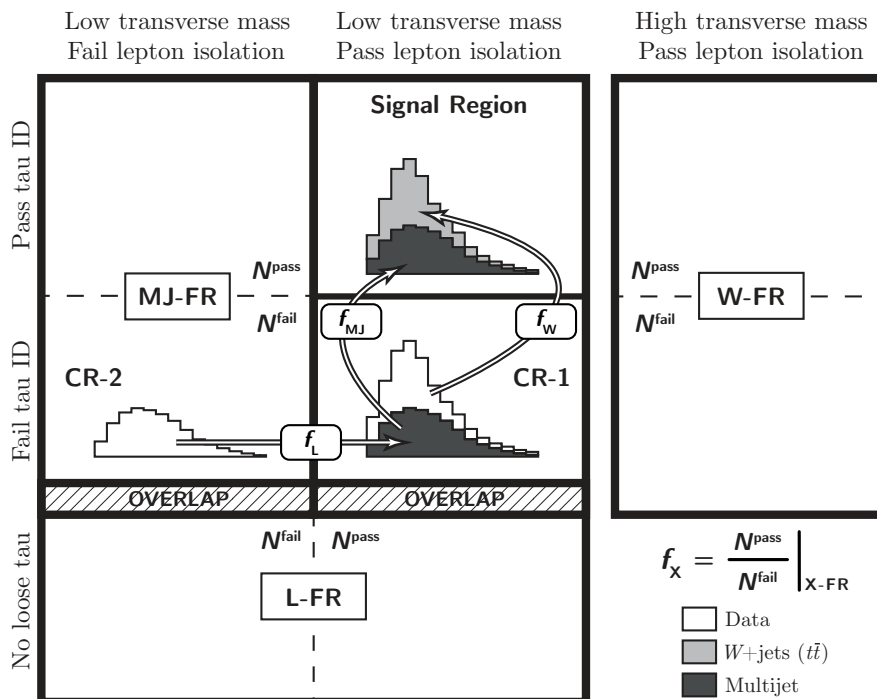 Low transverse mass
Fail lepton isolation
Low transverse mass
Pass lepton isolation
High transverse mass
Pass lepton isolation
Pass tau ID
Signal Region
MJ-FR
N^pass
N^fail
f_MJ
f_W
N^pass
N^fail
W-FR
Fail tau ID
CR-2
f_L
CR-1
OVERLAP
OVERLAP
No loose tau
N^fail
N^pass
L-FR
f_X = N^pass / N^fail |_X-FR
Data
W+jets (tt̄)
Multijet